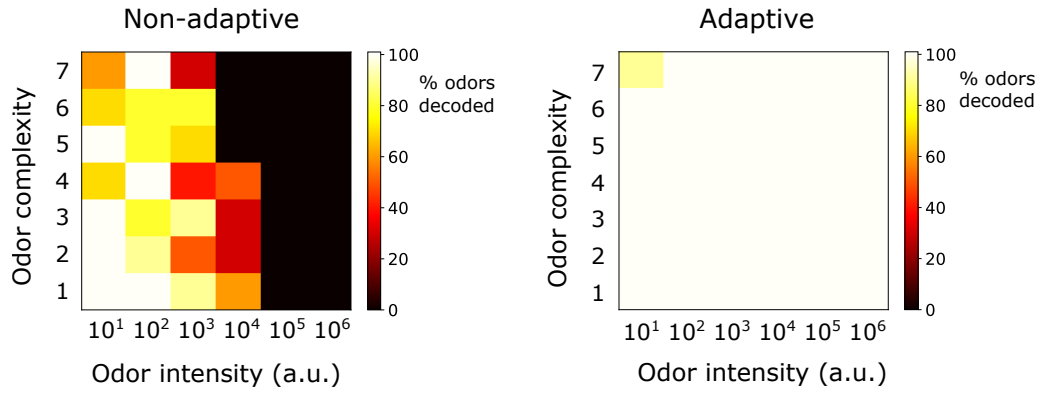 Non-adaptive
Odor complexity
7
6
5
4
3
2
1
10¹ 10² 10³ 10⁴ 10⁵ 10⁶
Odor intensity (a.u.)
100
80
60
40
20
0
% odors
decoded
Adaptive
Odor complexity
7
6
5
4
3
2
1
10¹ 10² 10³ 10⁴ 10⁵ 10⁶
Odor intensity (a.u.)
100
80
60
40
20
0
% odors
decoded